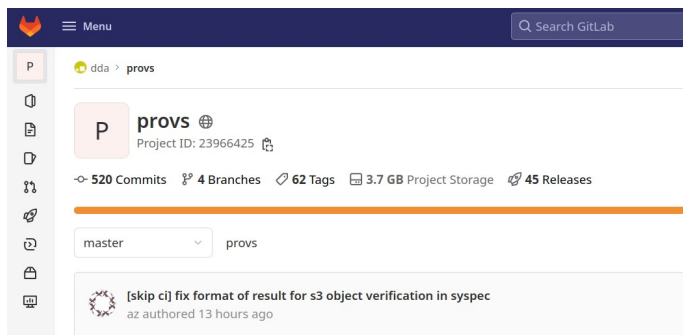 Menu
Search GitLab
P
dda > provs
P
provs
Project ID: 23966425
520 Commits 4 Branches 62 Tags 3.7 GB Project Storage 45 Releases
master
provs
[skip ci] fix format of result for s3 object verification in syspec
az authored 13 hours ago